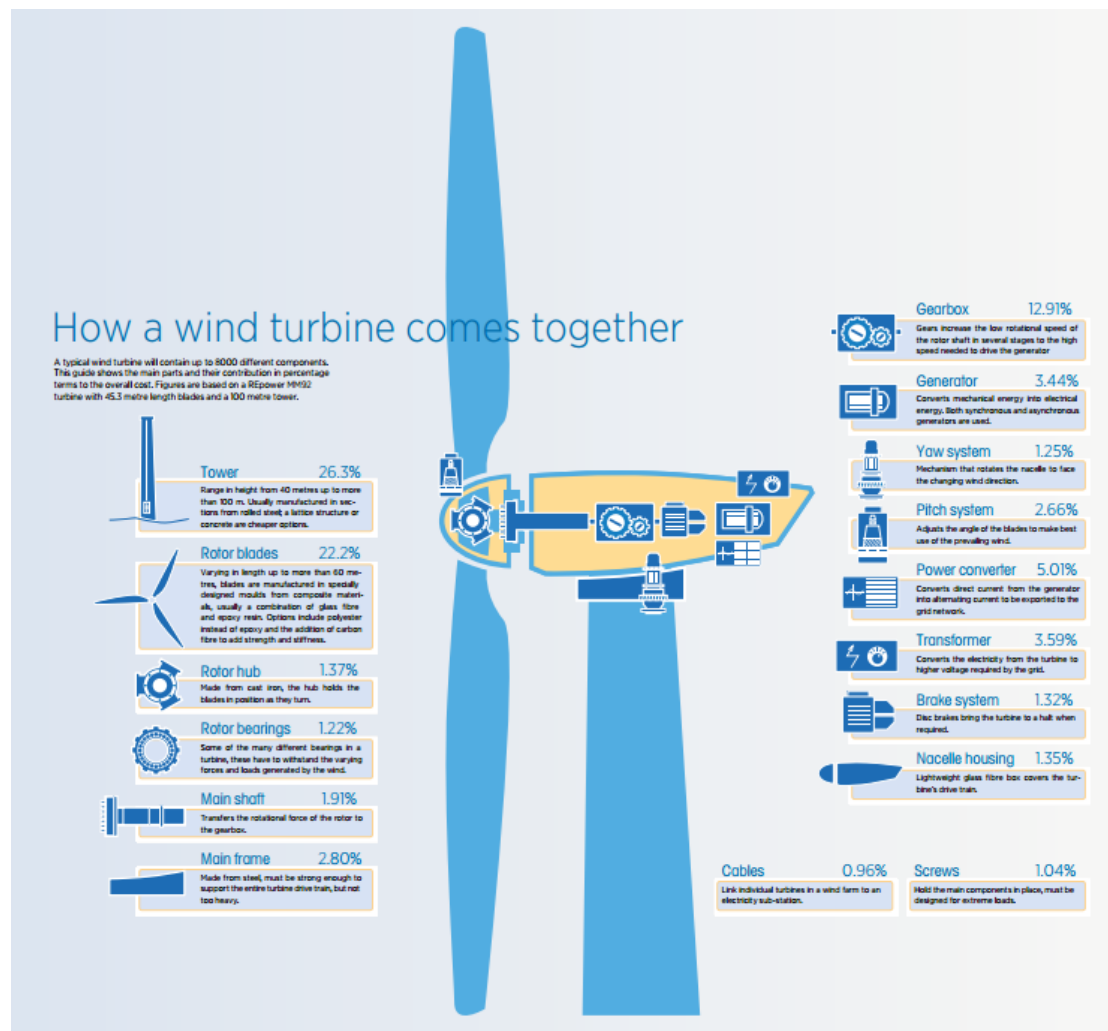 How a wind turbine comes together
A typical wind turbine will contain up to 8000 different components.
This guide shows the main parts and their contribution in percentage
terms to the overall cost. Figures are based on a REpower MM92
turbine with 45.3 metre length blades and a 100 metre tower.
Tower 26.3%
Range in height from 40 metres up to more
than 100 m. Usually manufactured in sec-
tions from rolled steel; a lattice structure or
concrete are cheaper options.
Rotor blades 22.2%
Varying in length up to more than 60 me-
tres, blades are manufactured in specially
designed moulds from composite materi-
als, usually a combination of glass fibre
and epoxy resin. Options include polyester
instead of epoxy and the addition of carbon
fibre to add strength and stiffness.
Rotor hub 1.37%
Made from cast iron, the hub holds the
blades in position as they turn.
Rotor bearings 1.22%
Some of the many different bearings in a
turbine, these have to withstand the varying
forces and loads generated by the wind.
Main shaft 1.91%
Transfers the rotational force of the rotor to
the gearbox.
Main frame 2.80%
Made from steel, must be strong enough to
support the entire turbine drive train, but not
too heavy.
Gearbox 12.91%
Gears increase the low rotational speed of
the rotor shaft in several stages to the high
speed needed to drive the generator
Generator 3.44%
Converts mechanical energy into electrical
energy. Both synchronous and asynchronous
generators are used.
Yaw system 1.25%
Mechanism that rotates the nacelle to face
the changing wind direction.
Pitch system 2.66%
Adjusts the angle of the blades to make best
use of the prevailing wind.
Power converter 5.01%
Converts direct current from the generator
into alternating current to be exported to the
grid network.
Transformer 3.59%
Converts the electricity from the turbine to
higher voltage required by the grid.
Brake system 1.32%
Disc brakes bring the turbine to a halt when
required.
Nacelle housing 1.35%
Lightweight glass fibre box covers the tur-
bine's drive train.
Cables 0.96%
Link individual turbines in a wind farm to an
electricity sub-station.
Screws 1.04%
Hold the main components in place, must be
designed for extreme loads.